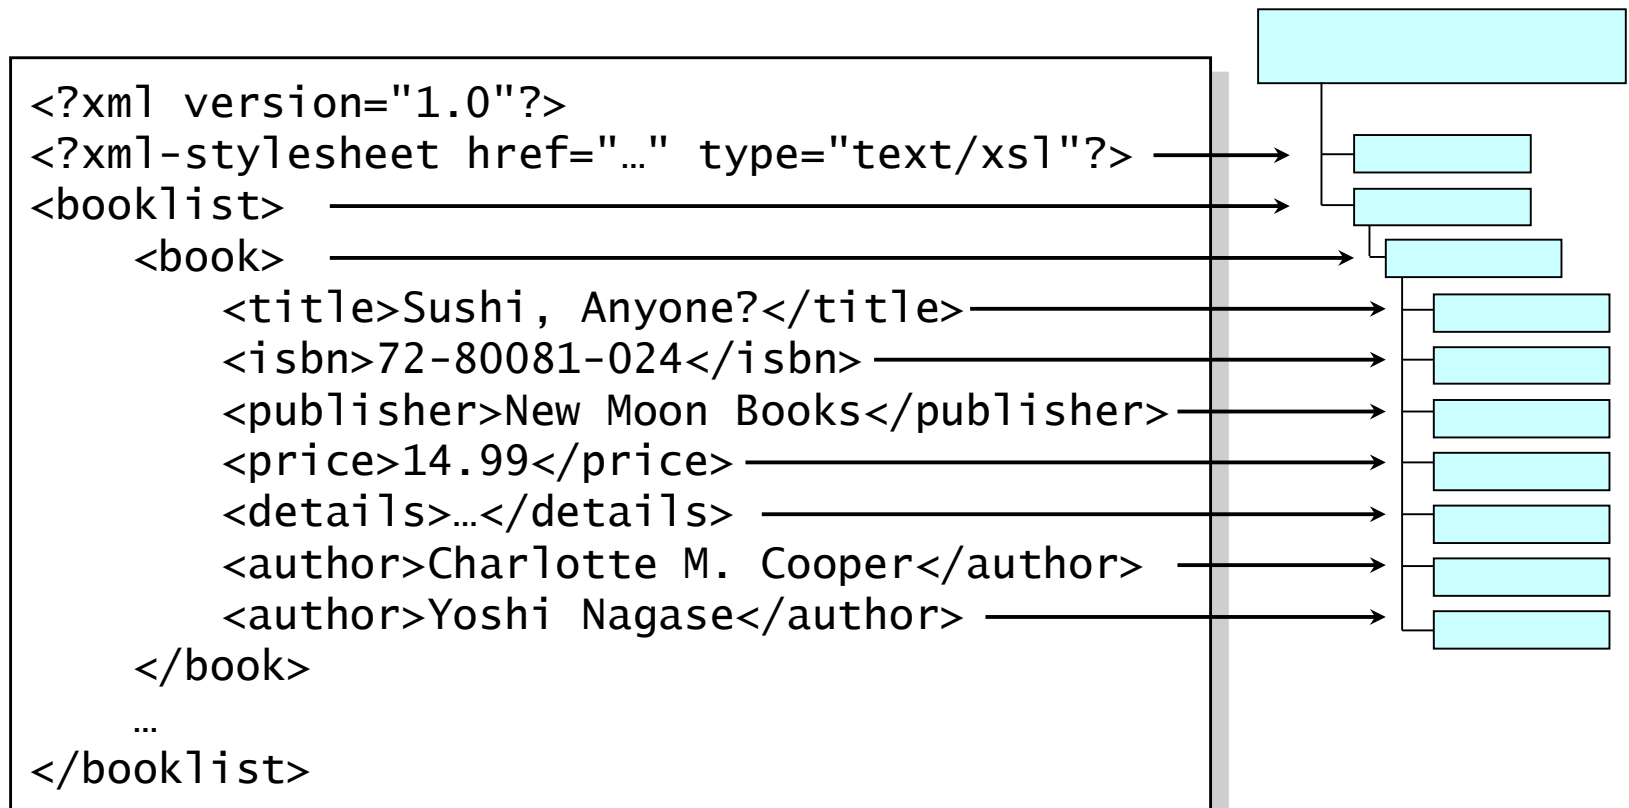 <?xml version="1.0"?>
<?xml-stylesheet href="…" type="text/xsl"?>
<booklist>
<book>
<title>Sushi, Anyone?</title>
<isbn>72-80081-024</isbn>
<publisher>New Moon Books</publisher>
<price>14.99</price>
<details>…</details>
<author>Charlotte M. Cooper</author>
<author>Yoshi Nagase</author>
</book>
…
</booklist>